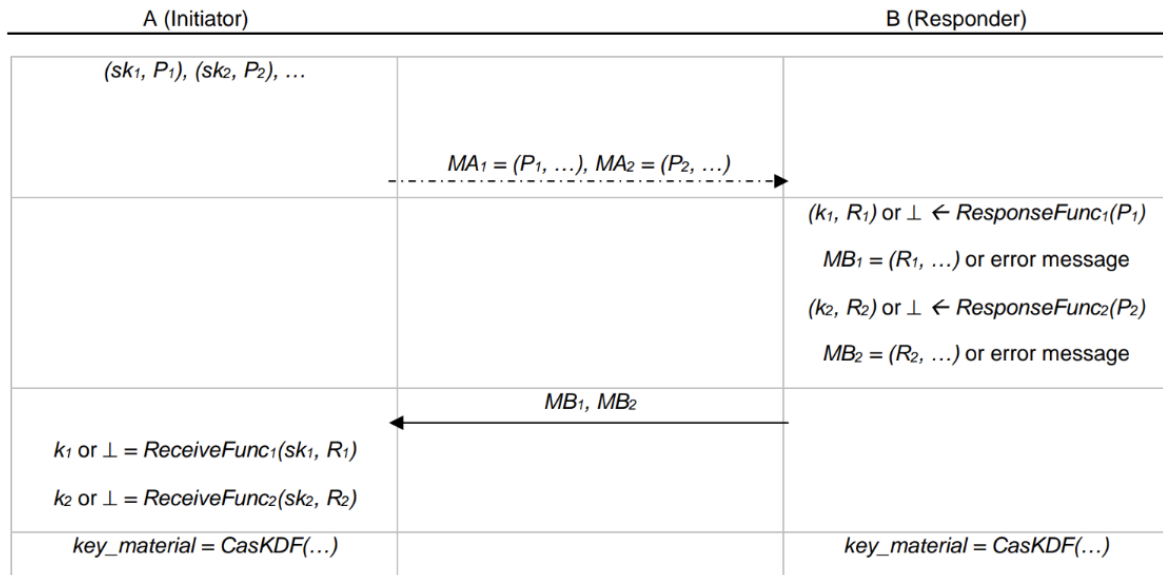 A (Initiator)
B (Responder)
(sk₁, P₁), (sk₂, P₂), …
MA₁ = (P₁, …), MA₂ = (P₂, …)
(k₁, R₁) or ⊥ ← ResponseFunc₁(P₁)
MB₁ = (R₁, …) or error message
(k₂, R₂) or ⊥ ← ResponseFunc₂(P₂)
MB₂ = (R₂, …) or error message
MB₁, MB₂
k₁ or ⊥ = ReceiveFunc₁(sk₁, R₁)
k₂ or ⊥ = ReceiveFunc₂(sk₂, R₂)
key_material = CasKDF(…)
key_material = CasKDF(…)